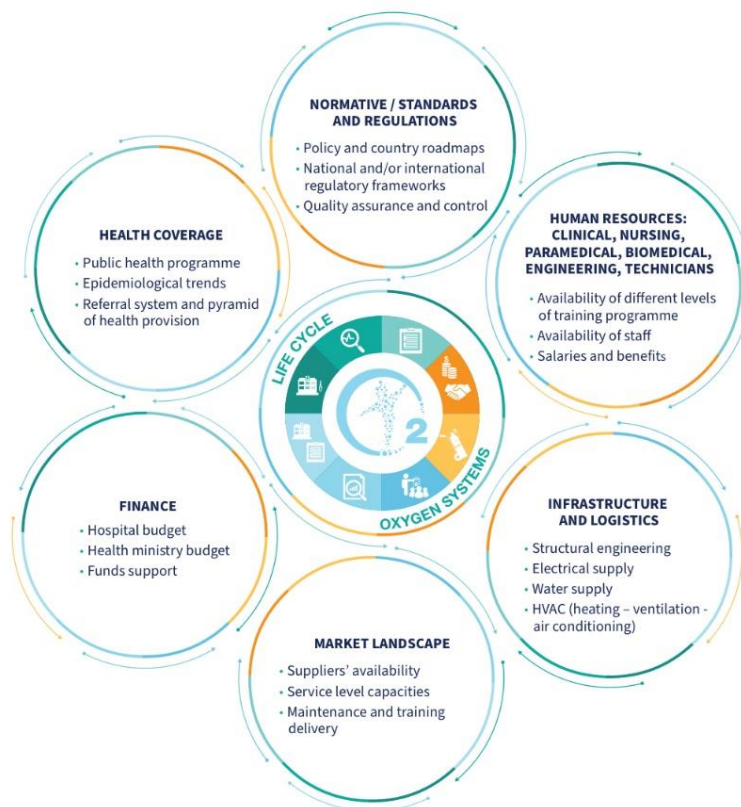 NORMATIVE / STANDARDS
AND REGULATIONS
• Policy and country roadmaps
• National and/or international
regulatory frameworks
• Quality assurance and control
HUMAN RESOURCES:
CLINICAL, NURSING,
PARAMEDICAL, BIOMEDICAL,
ENGINEERING, TECHNICIANS
• Availability of different levels
of training programme
• Availability of staff
• Salaries and benefits
HEALTH COVERAGE
• Public health programme
• Epidemiological trends
• Referral system and pyramid
of health provision
LIFE CYCLE
2
OXYGEN SYSTEMS
INFRASTRUCTURE
AND LOGISTICS
• Structural engineering
• Electrical supply
• Water supply
• HVAC (heating – ventilation -
air conditioning)
FINANCE
• Hospital budget
• Health ministry budget
• Funds support
MARKET LANDSCAPE
• Suppliers’ availability
• Service level capacities
• Maintenance and training
delivery